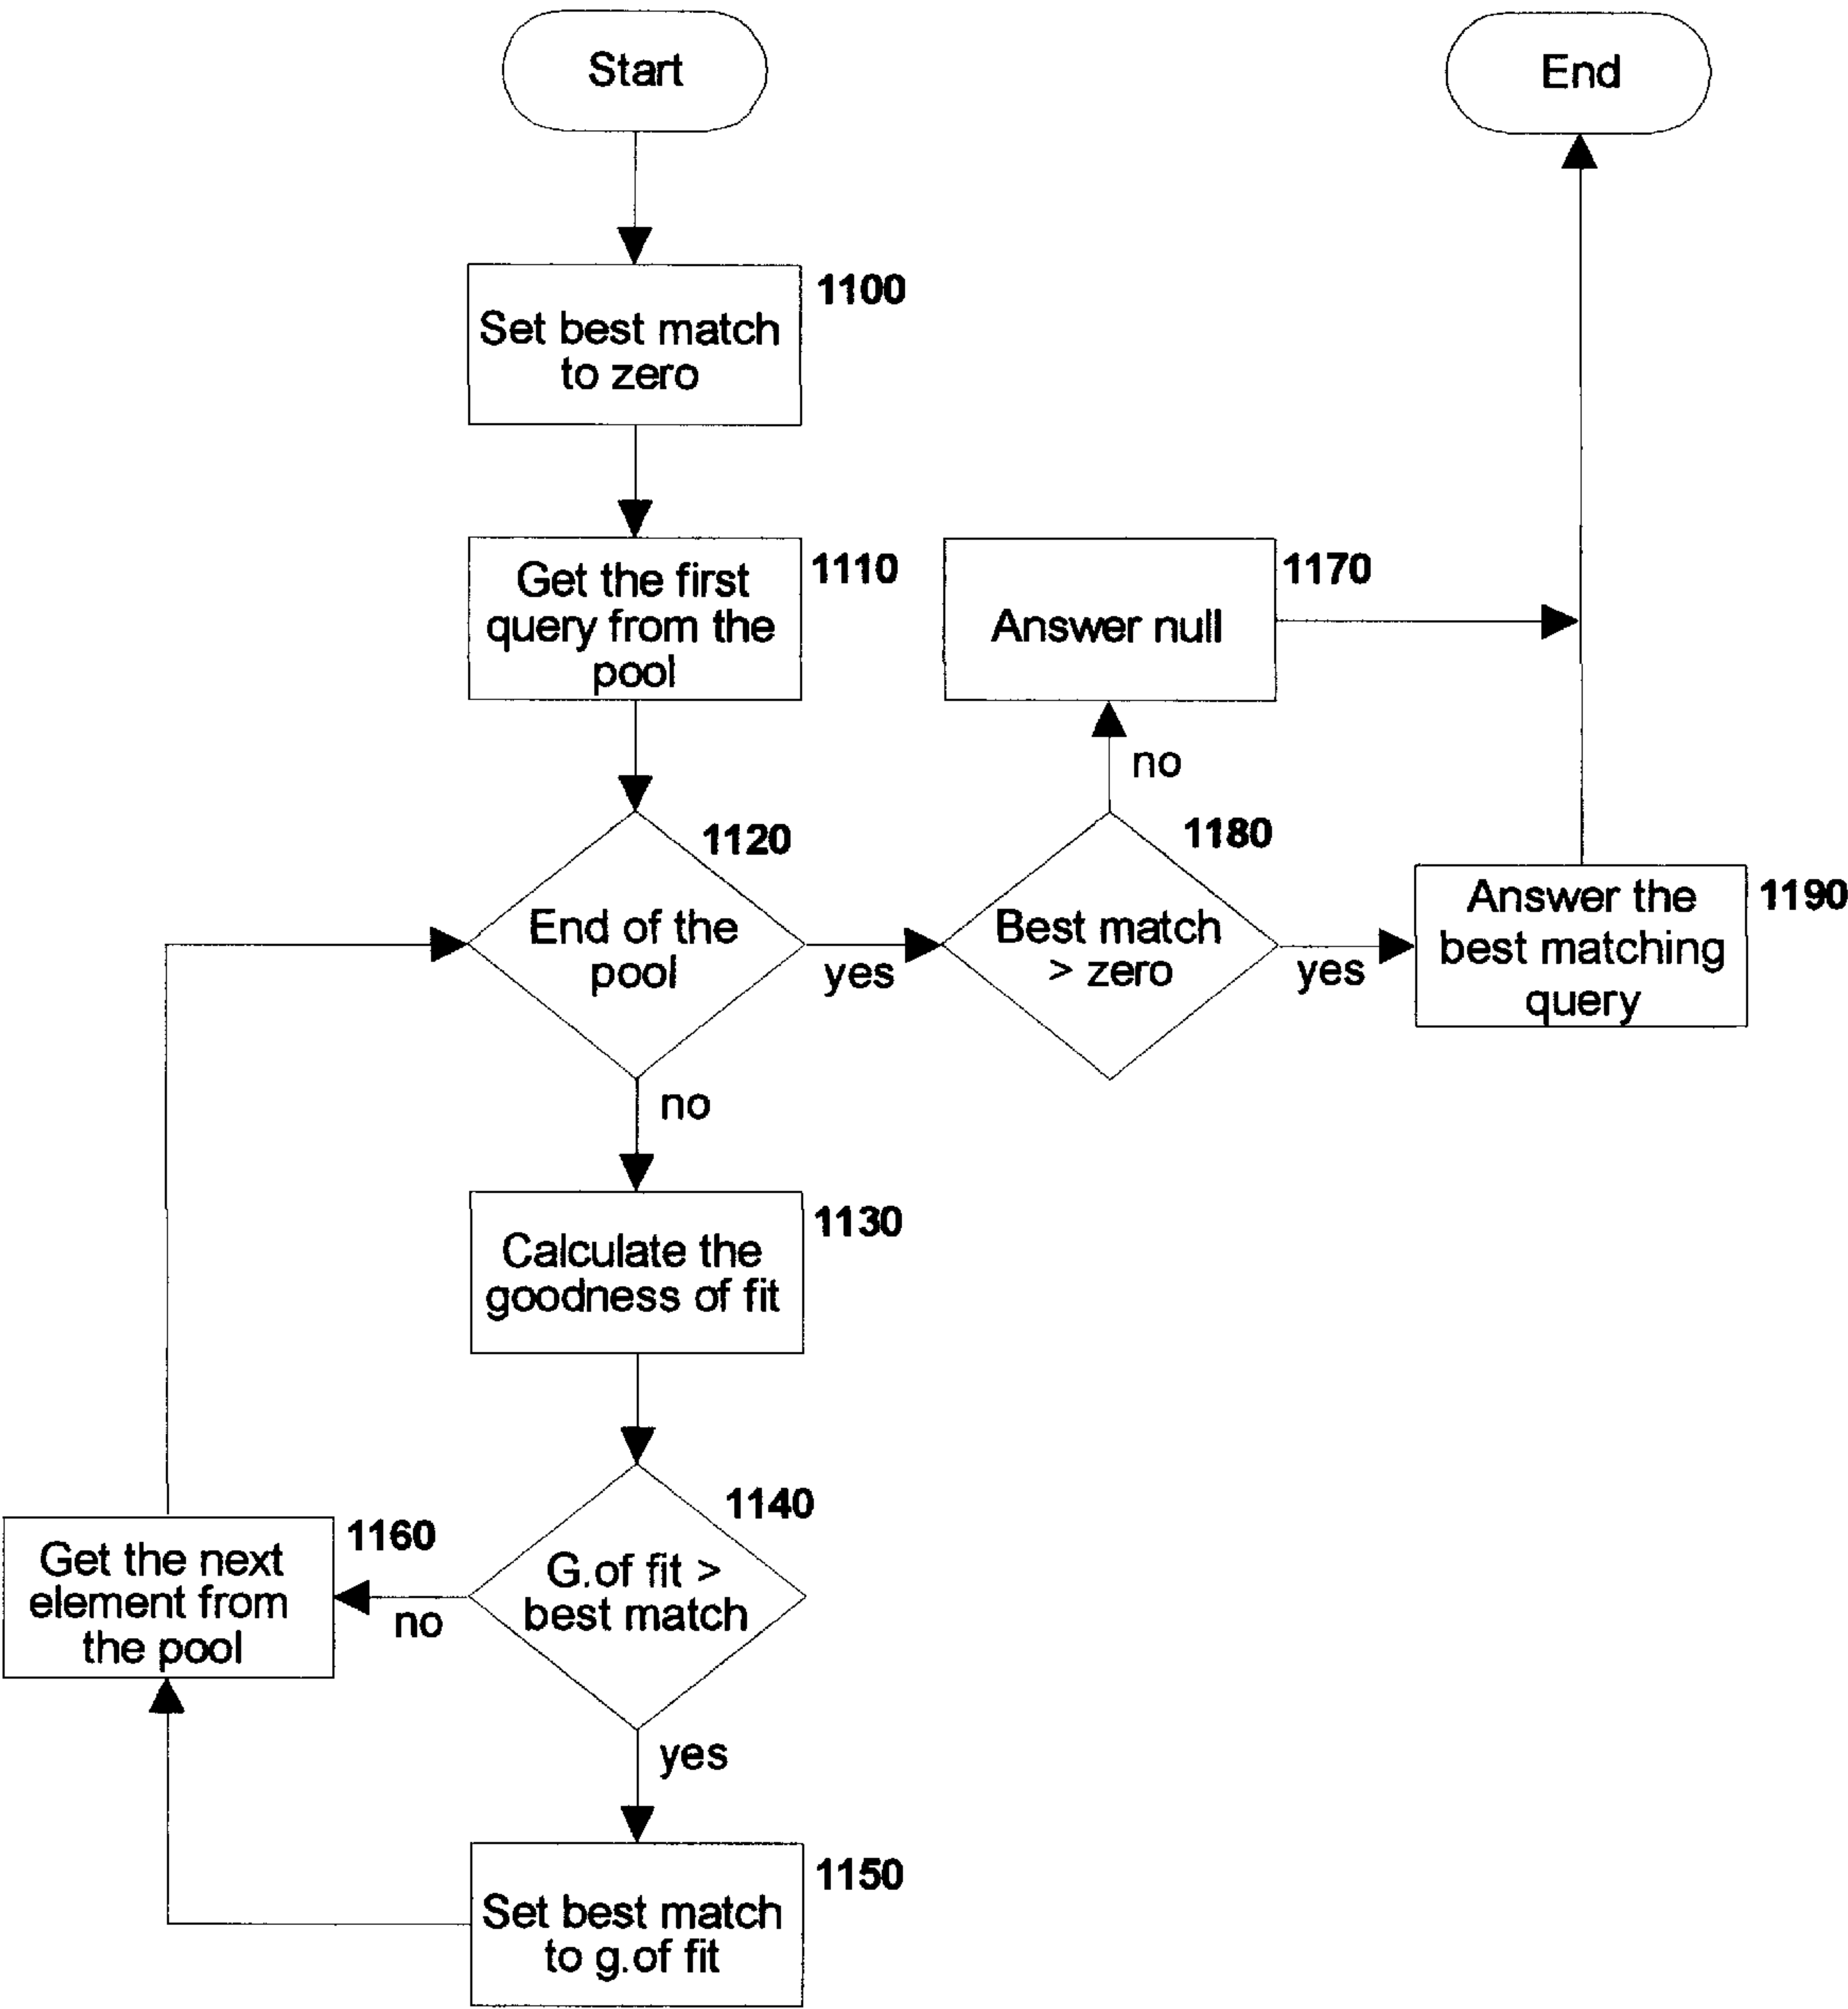 Start
End
1100
Set best match
to zero
1110
Get the first
query from the
pool
1170
Answer null
no
1120
End of the
pool
yes
1180
Best match
> zero
yes
1190
Answer the
best matching
query
no
1130
Calculate the
goodness of fit
1140
G.of fit >
best match
no
1160
Get the next
element from
the pool
yes
1150
Set best match
to g.of fit